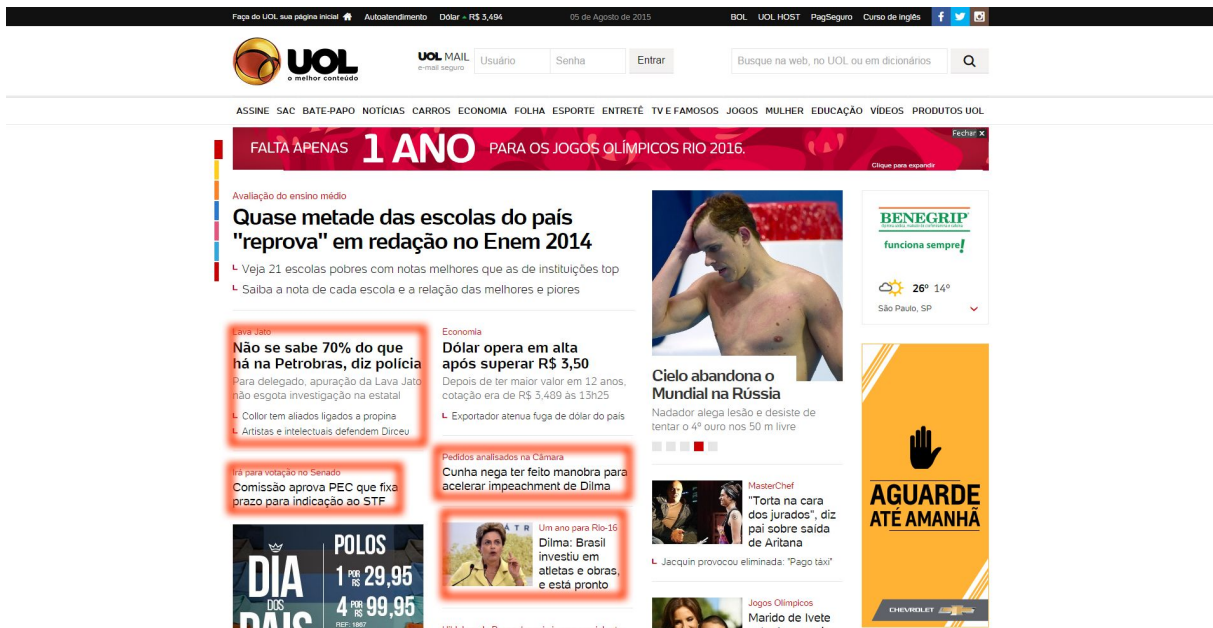 Faça do UOL sua página inicial Autoatendimento Dólar R$ 3,494 05 de Agosto de 2015 BOL UOL HOST PagSeguro Curso de inglês
UOL
o melhor conteúdo
UOL MAIL
e-mail seguro
Usuário Senha Entrar
Busque na web, no UOL ou em dicionários
ASSINE SAC BATE-PAPO NOTÍCIAS CARROS ECONOMIA FOLHA ESPORTE ENTRETÊ TV E FAMOSOS JOGOS MULHER EDUCAÇÃO VÍDEOS PRODUTOS UOL
Fechar X
FALTA APENAS 1 ANO PARA OS JOGOS OLÍMPICOS RIO 2016.
Clique para expandir
Avaliação do ensino médio
Quase metade das escolas do país
"reprova" em redação no Enem 2014
Veja 21 escolas pobres com notas melhores que as de instituições top
Saiba a nota de cada escola e a relação das melhores e piores
Lava Jato
Não se sabe 70% do que
há na Petrobras, diz polícia
Para delegado, apuração da Lava Jato
não esgota investigação na estatal
Collor tem aliados ligados a propina
Artistas e intelectuais defendem Dirceu
Irá para votação no Senado
Comissão aprova PEC que fixa
prazo para indicação ao STF
DIA
DOS
PAIS
POLOS
1 POR R$ 29,95
4 POR R$ 99,95
REF: 1867
Economia
Dólar opera em alta
após superar R$ 3,50
Depois de ter maior valor em 12 anos,
cotação era de R$ 3,489 às 13h25
Exportador atenua fuga de dólar do país
Pedidos analisados na Câmara
Cunha nega ter feito manobra para
acelerar impeachment de Dilma
Um ano para Rio-16
Dilma: Brasil
investiu em
atletas e obras,
e está pronto
Cielo abandona o
Mundial na Rússia
Nadador alega lesão e desiste de
tentar o 4º ouro nos 50 m livre
MasterChef
"Torta na cara
dos jurados", diz
pai sobre saída
de Aritana
Jacquin provocou eliminada: "Pago táxi"
Jogos Olímpicos
Marido de Ivete
BENEGRIP
funciona sempre!
26º 14º
São Paulo, SP
AGUARDE
ATÉ AMANHÃ
CHEVROLET